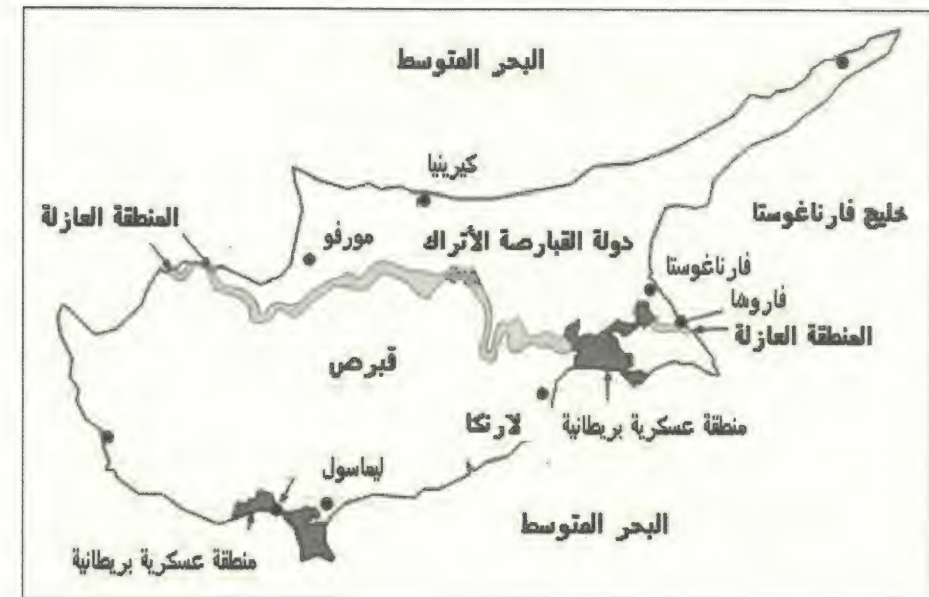 البحر المتوسط
كيرينيا
خليج فارناغوستا
المنطقة العازلة
مورفو
دولة القبارصة الأتراك
فارناغوستا
فاروشا
المنطقة العازلة
قبرص
لارنكا
منطقة عسكرية بريطانية
ليماسول
البحر المتوسط
منطقة عسكرية بريطانية